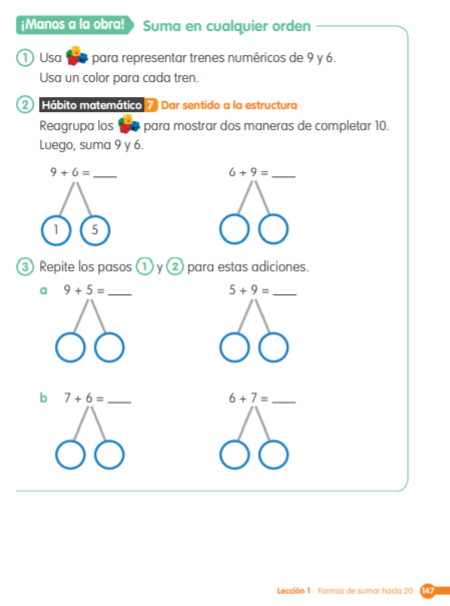 ¡Manos a la obra! Suma en cualquier orden
1 Usa para representar trenes numéricos de 9 y 6.
Usa un color para cada tren.
2 Hábito matemático 7 Dar sentido a la estructura
Reagrupa los para mostrar dos maneras de completar 10.
Luego, suma 9 y 6.
9 + 6 = ____ 6 + 9 = ____
1 5
3 Repite los pasos 1 y 2 para estas adiciones.
a 9 + 5 = ____ 5 + 9 = ____
b 7 + 6 = ____ 6 + 7 = ____
Lección 1 Formas de sumar hasta 20 147